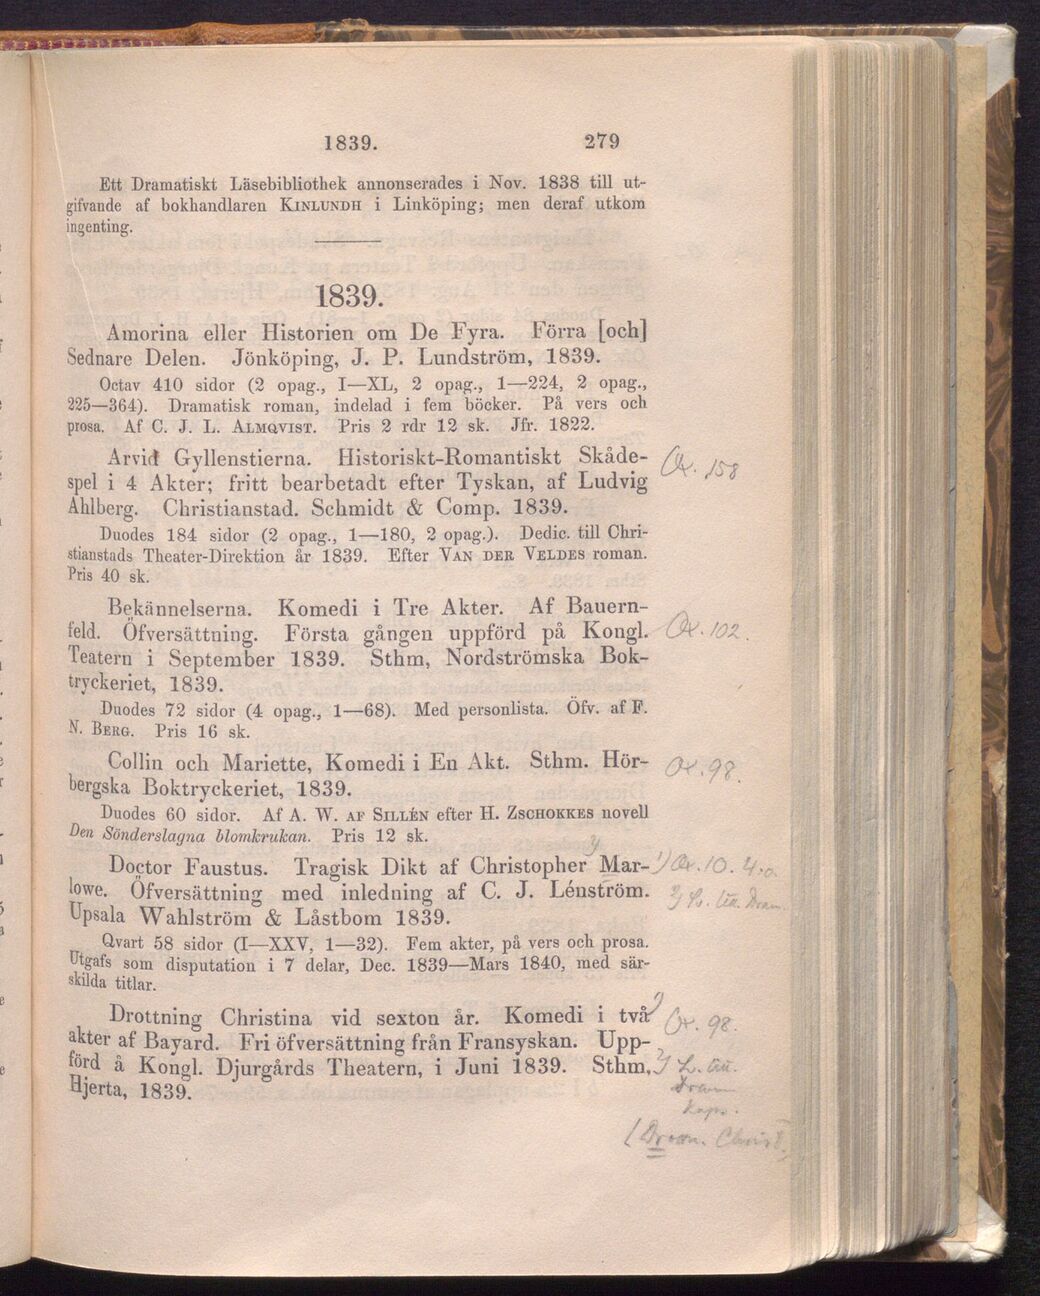 1839. 279
Ett Dramatiskt Läsebibliothek annonserades i Nov. 1838 till ut-
gifvande af bokhandlaren Kinlundh i Linköping; men deraf utkom
ingenting.
1839.
Amorina eller Historien om De Fyra. Förra [och]
Sednare Delen. Jönköping, J. P. Lundström, 1839.
Octav 410 sidor (2 opag., I—XL, 2 opag., 1—224, 2 opag.,
225—364). Dramatisk roman, indelad i fem böcker. På vers och
prosa. Af C. J. L. Almqvist. Pris 2 rdr 12 sk. Jfr. 1822.
Arvid Gyllenstierna. Historiskt-Romantiskt Skåde-
spel i 4 Akter; fritt bearbetadt efter Tyskan, af Ludvig
Ahlberg. Christianstad. Schmidt & Comp. 1839.
Ox. 158
Duodes 184 sidor (2 opag., 1—180, 2 opag.). Dedic. till Chri-
stianstads Theater-Direktion år 1839. Efter Van der Veldes roman.
Pris 40 sk.
Bekännelserna. Komedi i Tre Akter. Af Bauern-
feld. Öfversättning. Första gången uppförd på Kongl.
Teatern i September 1839. Sthm, Nordströmska Bok-
tryckeriet, 1839.
Ox. 102.
Duodes 72 sidor (4 opag., 1—68). Med personlista. Öfv. af F.
N. Berg. Pris 16 sk.
Collin och Mariette, Komedi i En Akt. Sthm. Hör-
bergska Boktryckeriet, 1839.
Ox. 98.
Duodes 60 sidor. Af A. W. af Sillén efter H. Zschokkes novell
Den Sönderslagna blomkrukan. Pris 12 sk.
Doctor Faustus. Tragisk Dikt af Christopher Mar-
lowe. Öfversättning med inledning af C. J. Lénström.
Upsala Wahlström & Låstbom 1839.
1) Ox. 10. 4:o.
Qvart 58 sidor (I—XXV, 1—32). Fem akter, på vers och prosa.
Utgafs som disputation i 7 delar, Dec. 1839—Mars 1840, med sär-
skilda titlar.
Drottning Christina vid sexton år. Komedi i två
akter af Bayard. Fri öfversättning från Fransyskan. Upp-
förd å Kongl. Djurgårds Theatern, i Juni 1839. Sthm,
Hjerta, 1839.
Ox. 98.